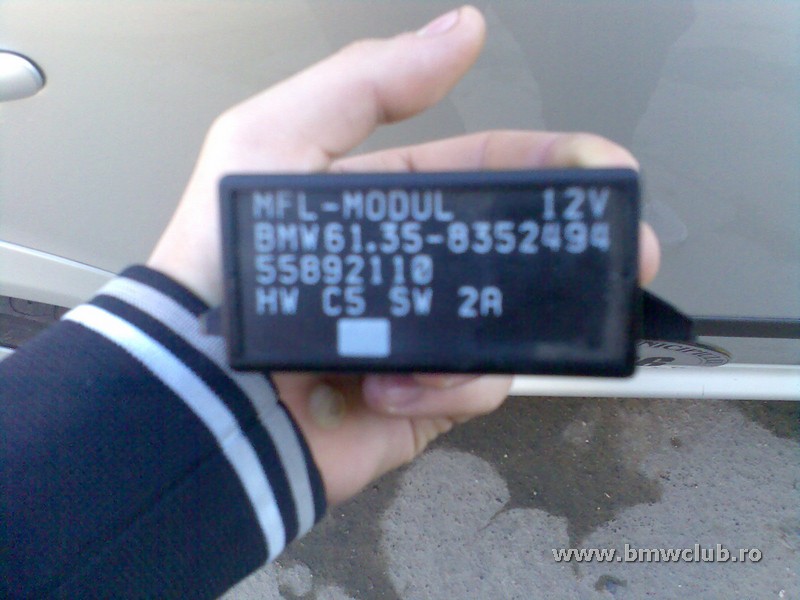 MFL-MODUL 12V
BMW61.35-8352494
55892110
HW C5 SW 2A
www.bmwclub.ro